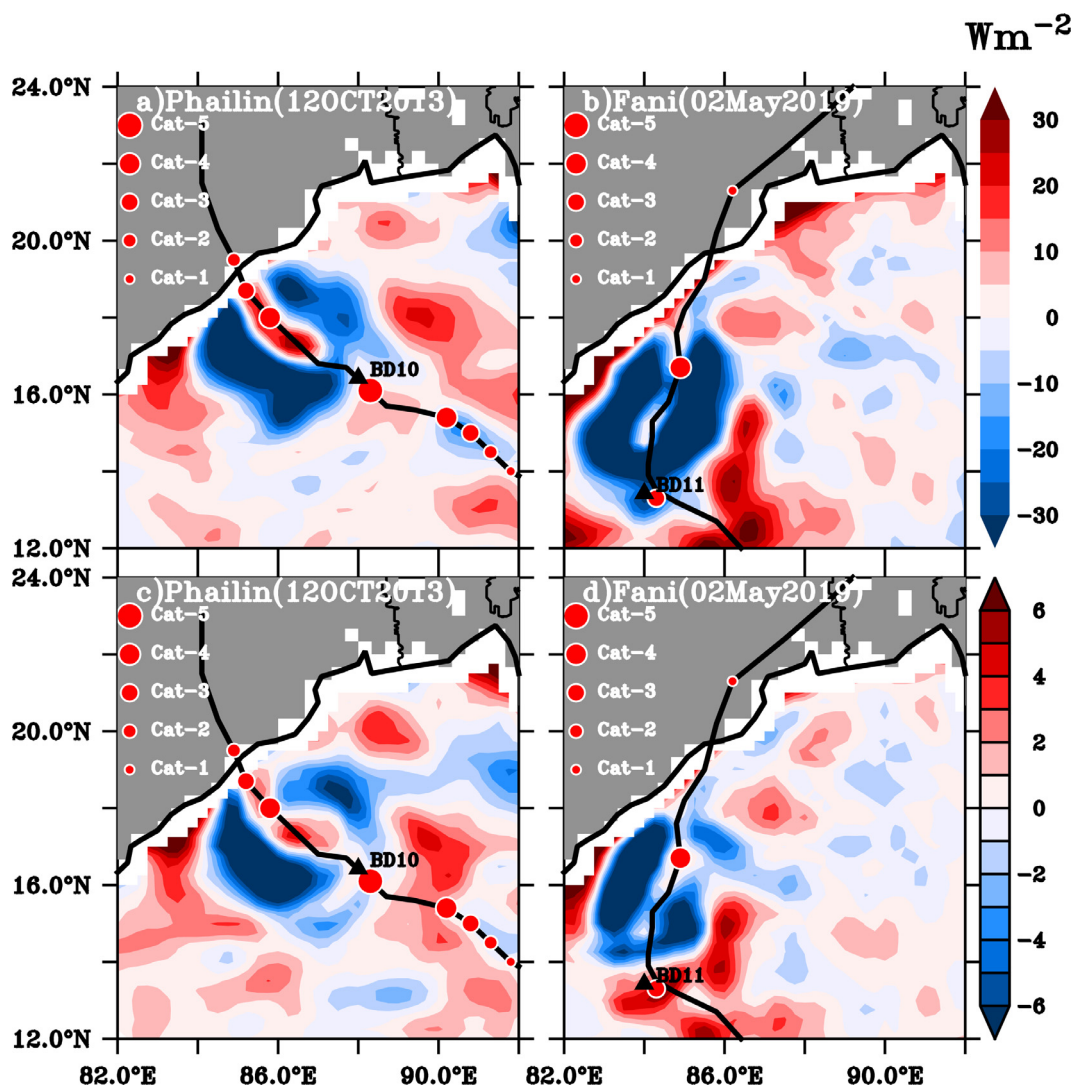 Wm⁻²
24.0°N
20.0°N
16.0°N
12.0°N
a)Phailin(12OCT2013)
Cat-5
Cat-4
Cat-3
Cat-2
Cat-1
BD10
b)Fani(02May2019)
Cat-5
Cat-4
Cat-3
Cat-2
Cat-1
BD11
30
20
10
0
-10
-20
-30
24.0°N
20.0°N
16.0°N
12.0°N
c)Phailin(12OCT2013)
Cat-5
Cat-4
Cat-3
Cat-2
Cat-1
BD10
d)Fani(02May2019)
Cat-5
Cat-4
Cat-3
Cat-2
Cat-1
BD11
6
4
2
0
-2
-4
-6
82.0°E 86.0°E 90.0°E 82.0°E 86.0°E 90.0°E